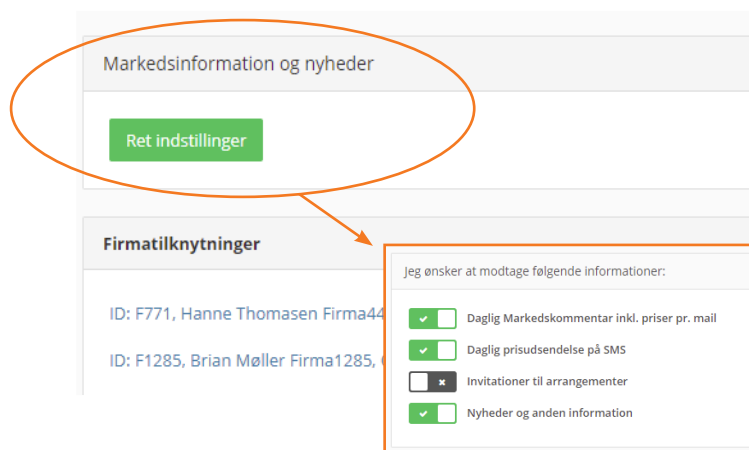 Markedsinformation og nyheder
Ret indstillinger
Firmatilknytninger
ID: F771, Hanne Thomasen Firma44
ID: F1285, Brian Møller Firma1285,
Jeg ønsker at modtage følgende informationer:
Daglig Markedskommentar inkl. priser pr. mail
Daglig prisudsendelse på SMS
Invitationer til arrangementer
Nyheder og anden information